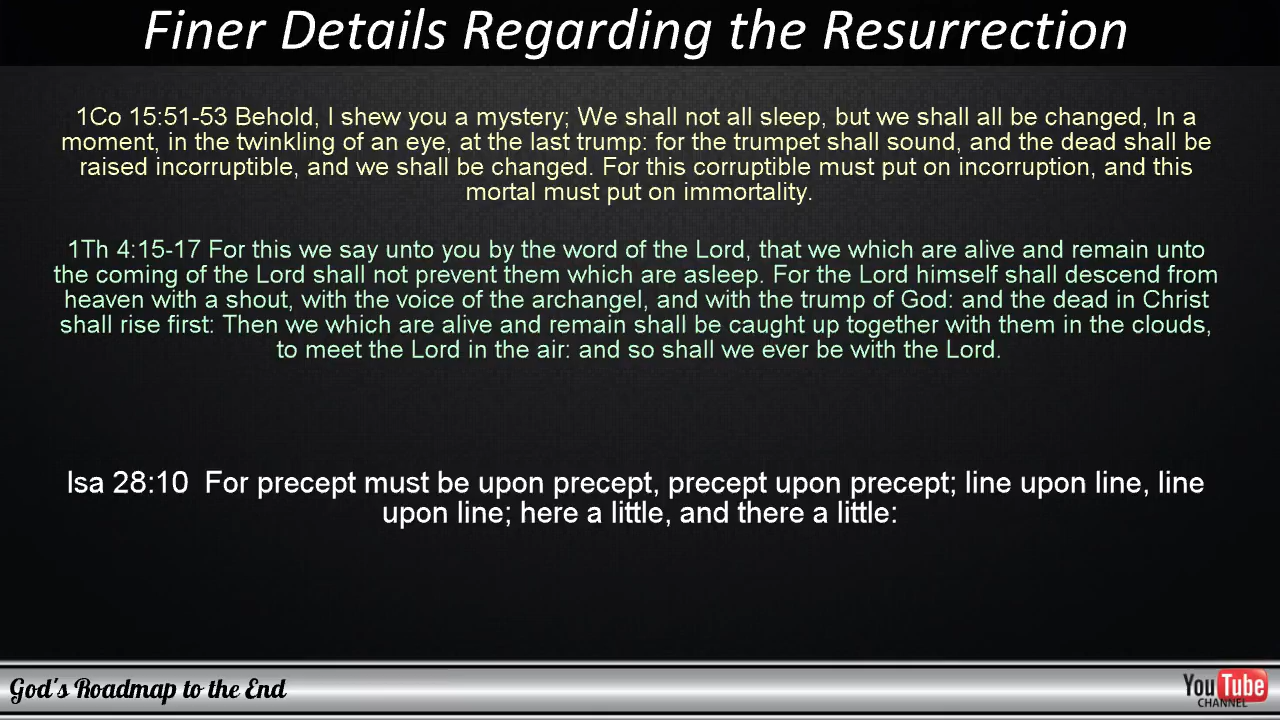 Finer Details Regarding the Resurrection
1Co 15:51-53 Behold, I shew you a mystery; We shall not all sleep, but we shall all be changed, In a
moment, in the twinkling of an eye, at the last trump: for the trumpet shall sound, and the dead shall be
raised incorruptible, and we shall be changed. For this corruptible must put on incorruption, and this
mortal must put on immortality.
1Th 4:15-17 For this we say unto you by the word of the Lord, that we which are alive and remain unto
the coming of the Lord shall not prevent them which are asleep. For the Lord himself shall descend from
heaven with a shout, with the voice of the archangel, and with the trump of God: and the dead in Christ
shall rise first: Then we which are alive and remain shall be caught up together with them in the clouds,
to meet the Lord in the air: and so shall we ever be with the Lord.
Isa 28:10  For precept must be upon precept, precept upon precept; line upon line, line
upon line; here a little, and there a little:
God's Roadmap to the End
YouTube
CHANNEL